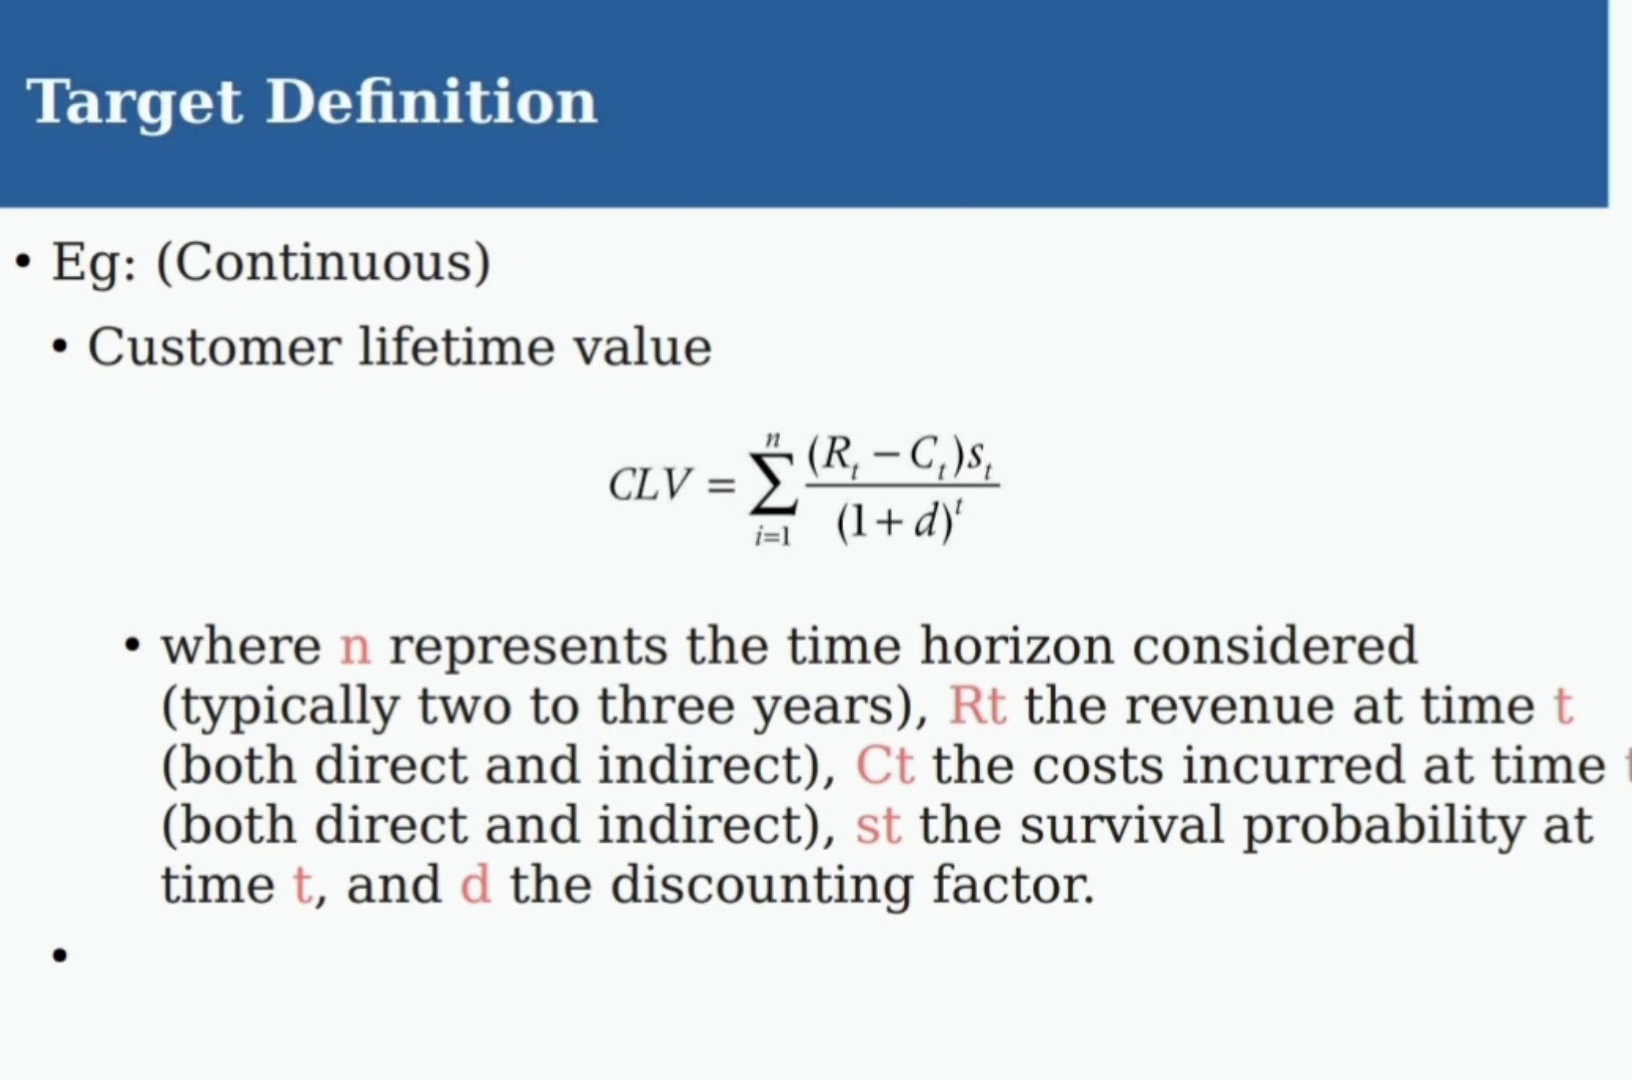 Target Definition
• Eg: (Continuous)
• Customer lifetime value
CLV = \sum_{i=1}^{n} \frac{(R_t - C_t)s_t}{(1 + d)^t}
• where n represents the time horizon considered
(typically two to three years), Rt the revenue at time t
(both direct and indirect), Ct the costs incurred at time t
(both direct and indirect), st the survival probability at
time t, and d the discounting factor.
•